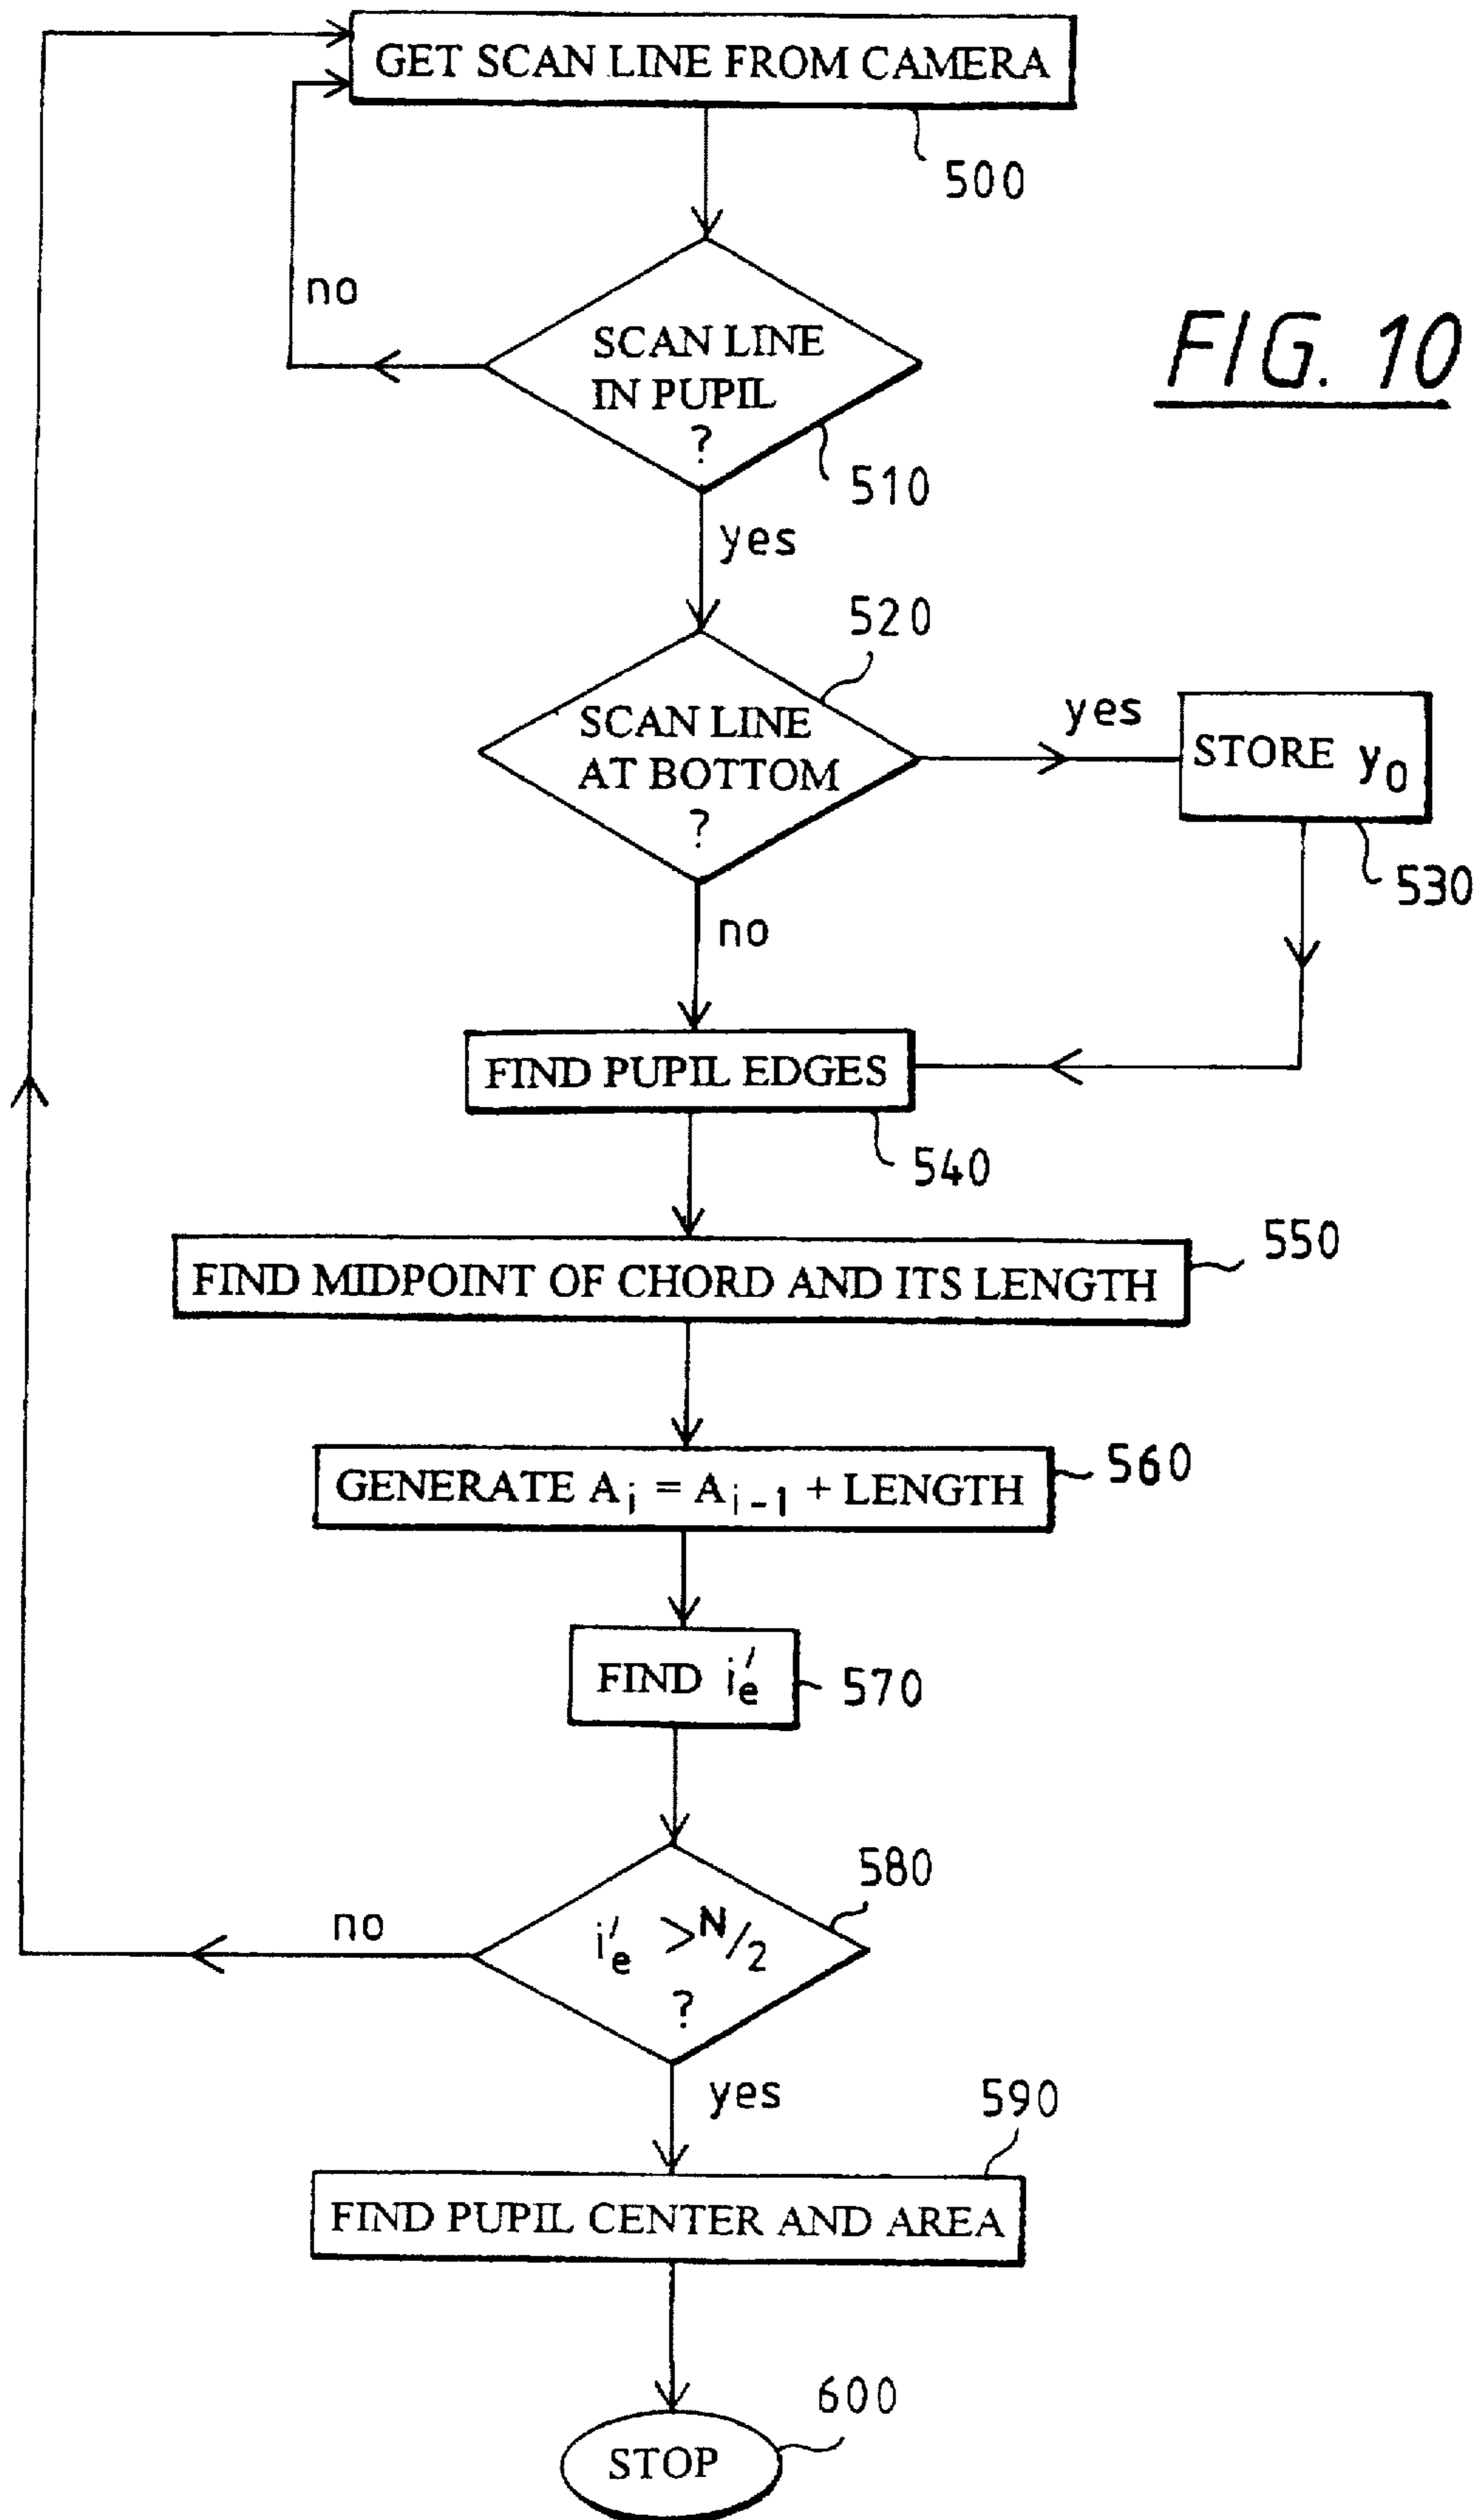 GET SCAN LINE FROM CAMERA
500
no
SCAN LINE
IN PUPIL
?
FIG. 10
510
yes
520
SCAN LINE
AT BOTTOM
?
yes
STORE y₀
530
no
FIND PUPIL EDGES
540
FIND MIDPOINT OF CHORD AND ITS LENGTH
550
GENERATE Aᵢ = Aᵢ₋₁ + LENGTH
560
FIND i′ₑ
570
580
i′ₑ > N/2
?
no
yes
590
FIND PUPIL CENTER AND AREA
600
STOP